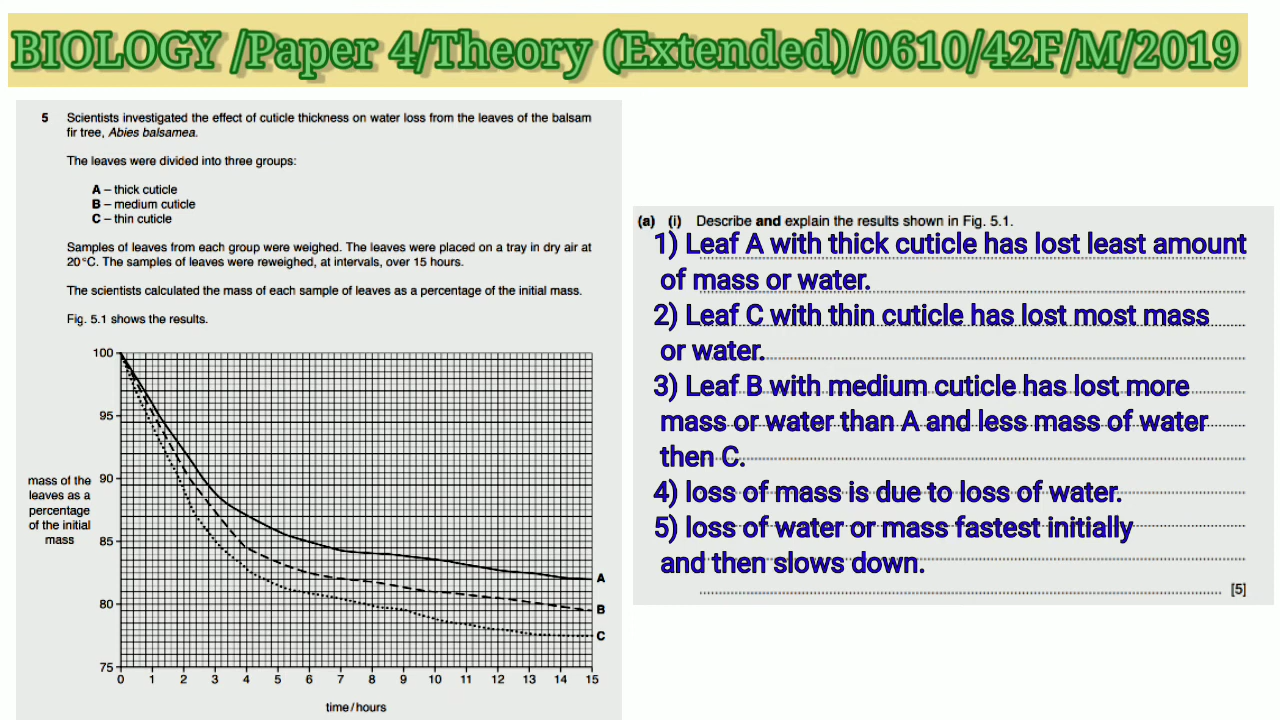 BIOLOGY /Paper 4/Theory (Extended)/0610/42F/M/2019
5 Scientists investigated the effect of cuticle thickness on water loss from the leaves of the balsam
fir tree, Abies balsamea.
The leaves were divided into three groups:
A – thick cuticle
B – medium cuticle
C – thin cuticle
Samples of leaves from each group were weighed. The leaves were placed on a tray in dry air at
20°C. The samples of leaves were reweighed, at intervals, over 15 hours.
The scientists calculated the mass of each sample of leaves as a percentage of the initial mass.
Fig. 5.1 shows the results.
100
95
90
85
80
75
mass of the
leaves as a
percentage
of the initial
mass
A
B
C
0 1 2 3 4 5 6 7 8 9 10 11 12 13 14 15
time / hours
(a) (i) Describe and explain the results shown in Fig. 5.1.
1) Leaf A with thick cuticle has lost least amount
of mass or water.
2) Leaf C with thin cuticle has lost most mass
or water.
3) Leaf B with medium cuticle has lost more
mass or water than A and less mass of water
then C.
4) loss of mass is due to loss of water.
5) loss of water or mass fastest initially
and then slows down.
[5]